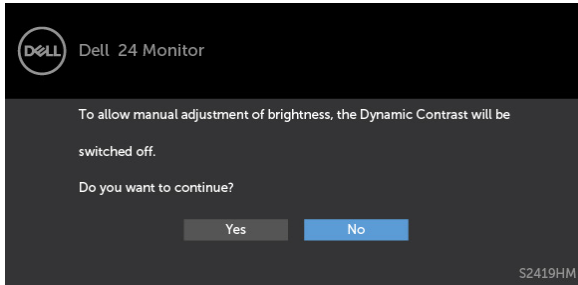 DELL
Dell 24 Monitor
To allow manual adjustment of brightness, the Dynamic Contrast will be
switched off.
Do you want to continue?
Yes No
S2419HM